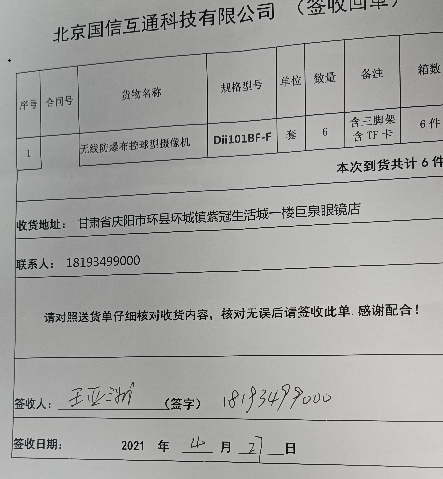 北京国信互通科技有限公司 （签收回单）
序号 合同号 货物名称 规格型号 单位 数量 备注 箱数
1 无线防爆布控球型摄像机 Dii101BF-F 套 6 含三脚架 6件
含TF卡
本次到货共计6件
收货地址： 甘肃省庆阳市环县环城镇紫冠生活城一楼巨泉眼镜店
联系人： 18193499000
请对照送货单仔细核对收货内容，核对无误后请签收此单.感谢配合！
签收人： 王亚 （签字） 18193499000
签收日期： 2021 年 4 月 27 日